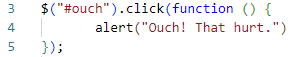 3 $("#ouch").click(function () {
4 alert("Ouch! That hurt.")
5 });